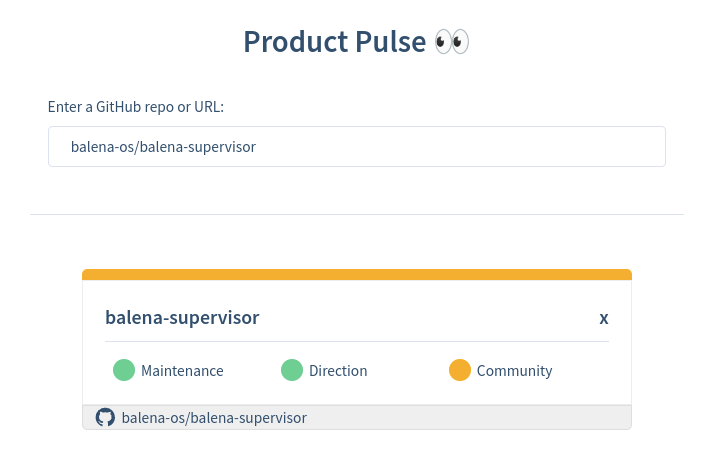 Product Pulse 👀
Enter a GitHub repo or URL:
balena-os/balena-supervisor
balena-supervisor x
Maintenance Direction Community
balena-os/balena-supervisor